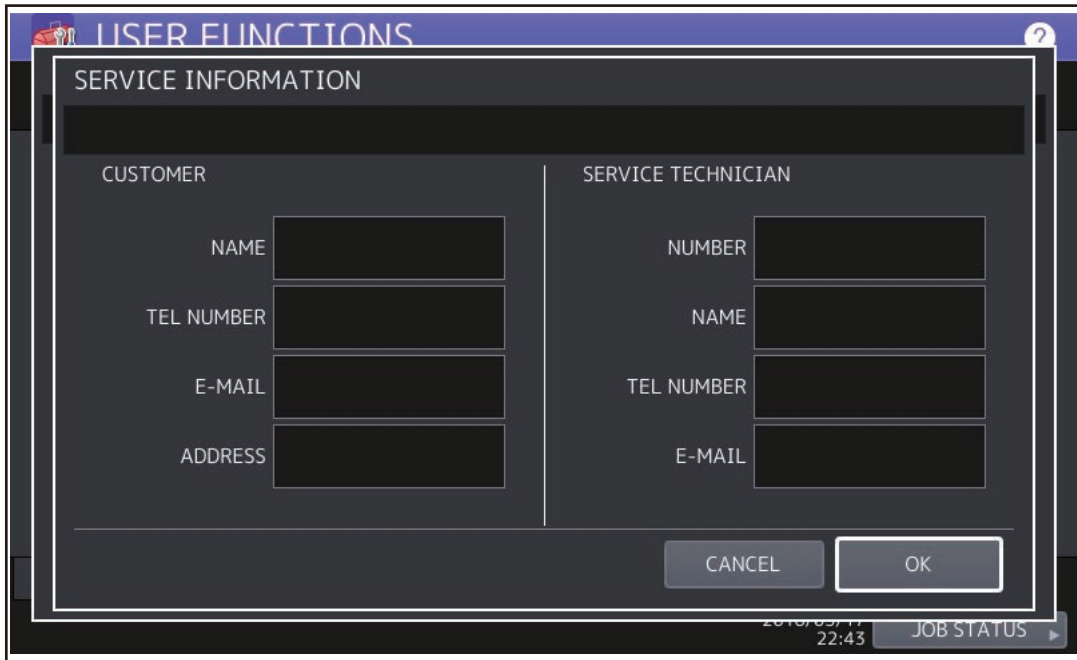 USER FUNCTIONS
?
SERVICE INFORMATION
CUSTOMER
NAME
TEL NUMBER
E-MAIL
ADDRESS
SERVICE TECHNICIAN
NUMBER
NAME
TEL NUMBER
E-MAIL
CANCEL
OK
22:43
JOB STATUS